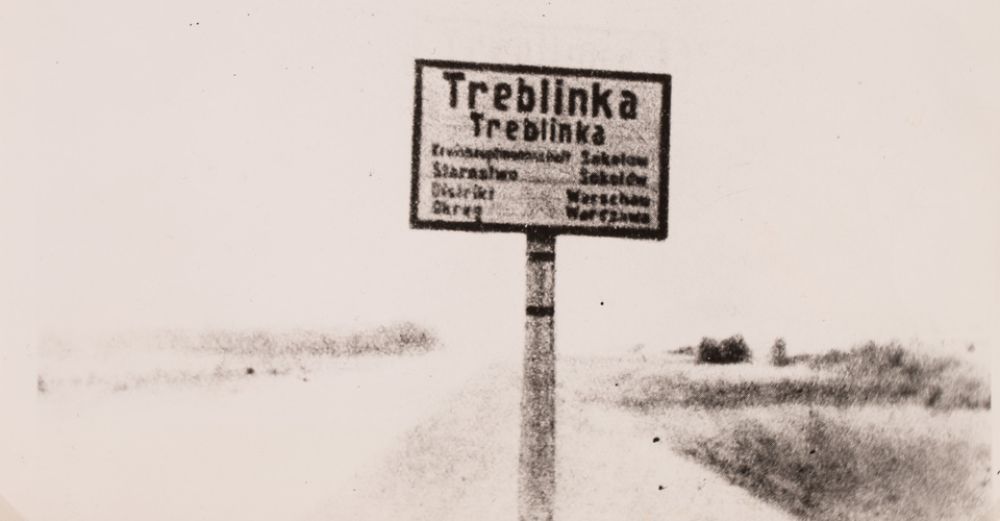 Treblinka
Treblinka
Kreishauptmannschaft Sokolow
Starostwo Sokołów
Distrikt Warschau
Okręg Warszawa